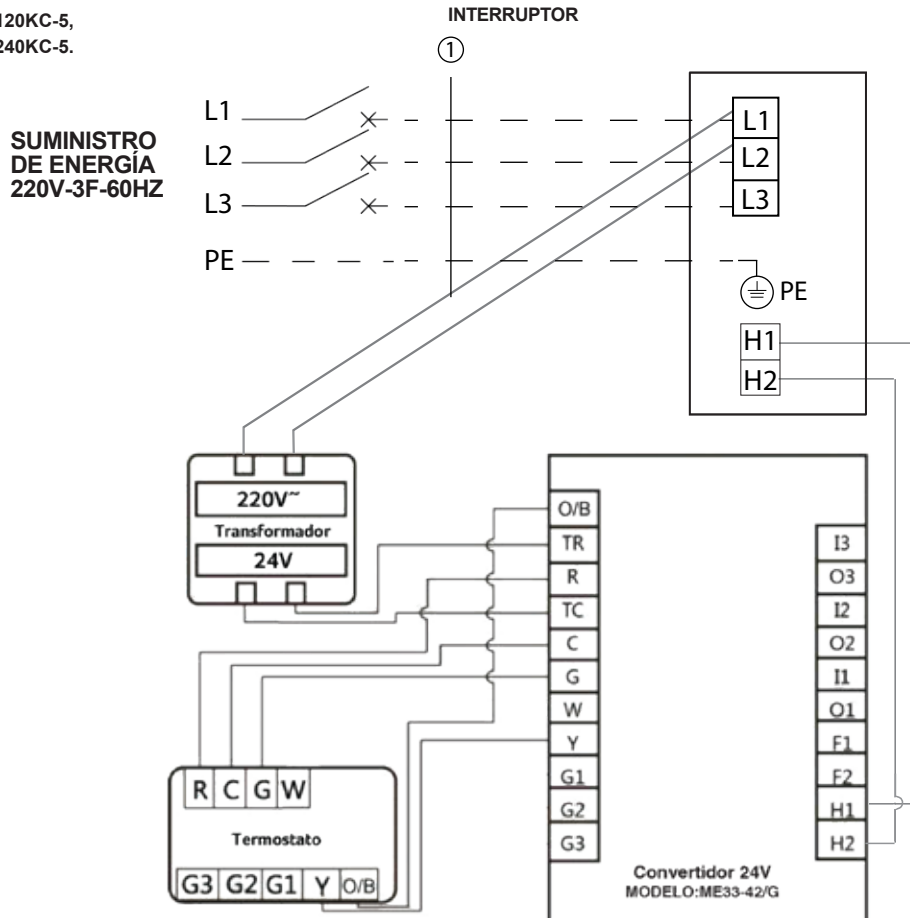 120KC-5,
240KC-5.
INTERRUPTOR
1
SUMINISTRO
DE ENERGÍA
220V-3F-60HZ
L1
L2
L3
PE
L1
L2
L3
PE
H1
H2
220V~
Transformador
24V
O/B
TR
R
TC
C
G
W
Y
G1
G2
G3
I3
O3
I2
O2
I1
O1
F1
F2
H1
H2
Convertidor 24V
MODELO:ME33-42/G
R C G W
Termostato
G3 G2 G1 Y O/B